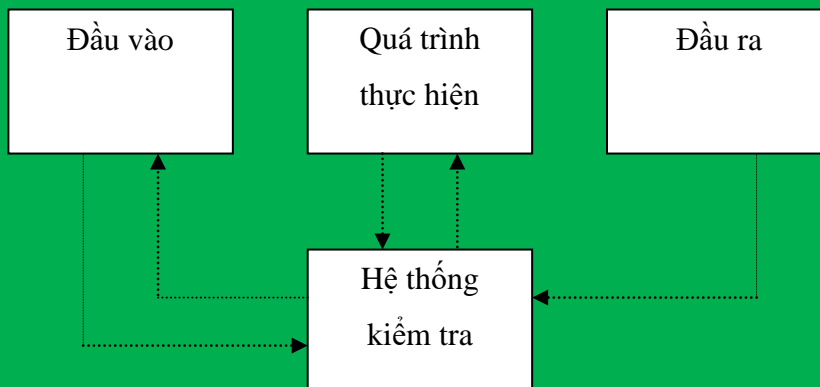 Đầu vào
Quá trình
thực hiện
Đầu ra
Hệ thống
kiểm tra